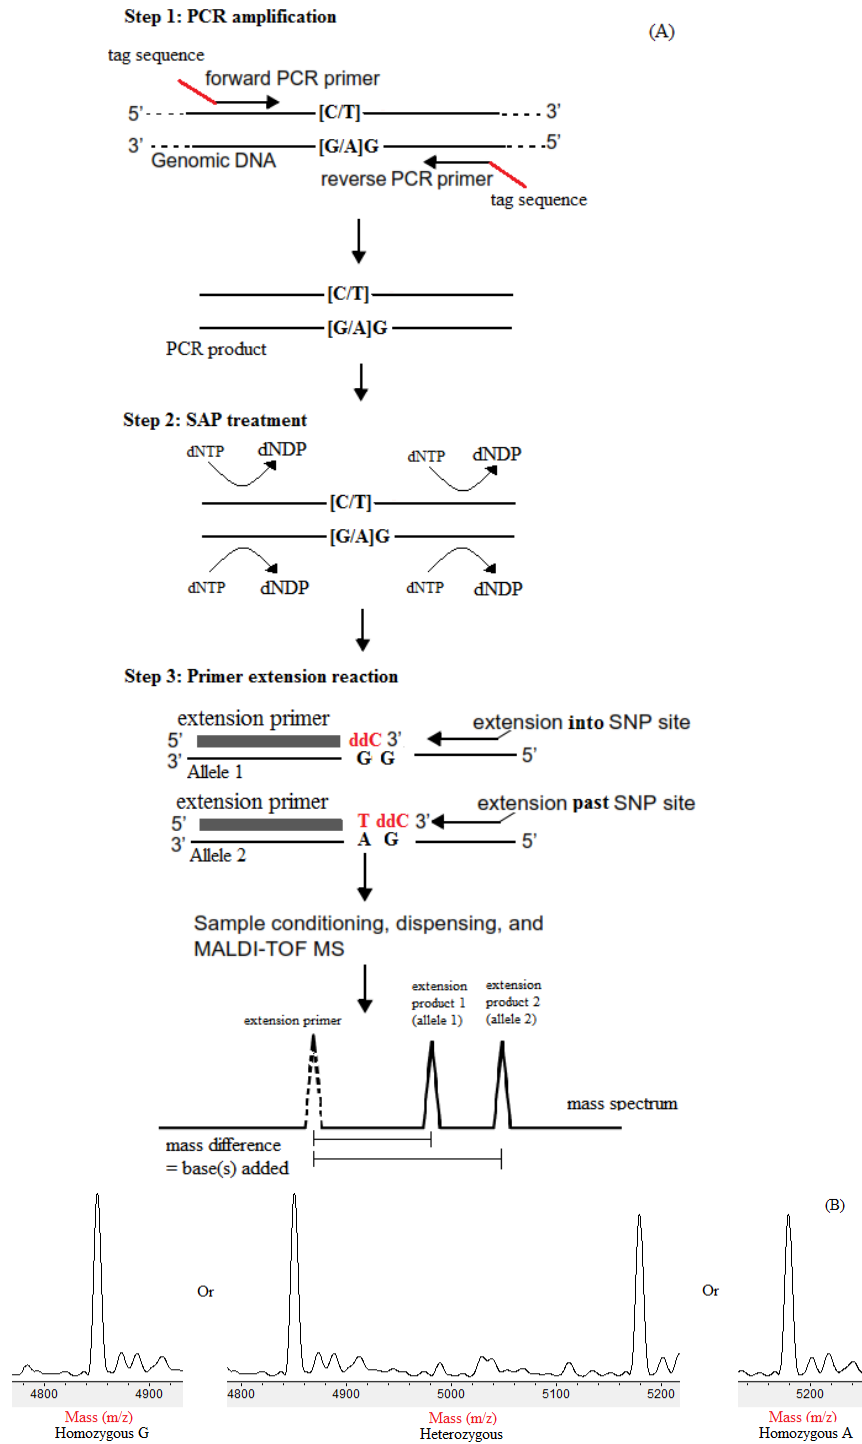 Step 1: PCR amplification
(A)
tag sequence
forward PCR primer
5’ [C/T] 3’
3’ [G/A]G 5’
Genomic DNA
reverse PCR primer
tag sequence
[C/T]
[G/A]G
PCR product
Step 2: SAP treatment
dNTP dNDP dNTP dNDP
[C/T]
[G/A]G
dNTP dNDP dNTP dNDP
Step 3: Primer extension reaction
extension primer
extension into SNP site
5’ ddC 3’
3’ G G 5’
Allele 1
extension primer
extension past SNP site
5’ T ddC 3’
3’ A G 5’
Allele 2
Sample conditioning, dispensing, and
MALDI-TOF MS
extension primer
extension
product 1
(allele 1)
extension
product 2
(allele 2)
mass spectrum
mass difference
= base(s) added
(B)
Or
Or
4800 4900
4800 4900 5000 5100 5200
5200
Mass (m/z)
Mass (m/z)
Mass (m/z)
Homozygous G
Heterozygous
Homozygous A